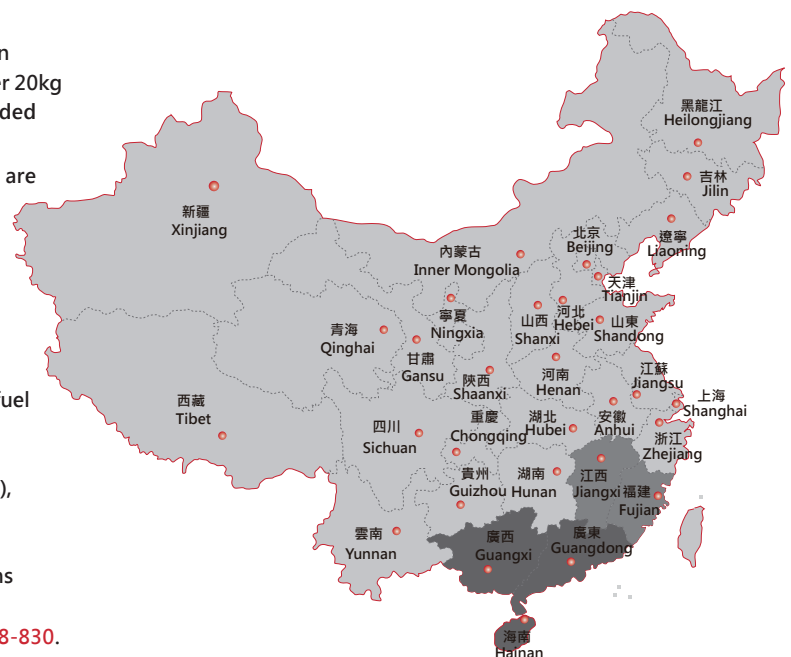 n
r 20kg
ded
are
fuel
),
ns
8-830.
黑龍江
Heilongjiang
吉林
Jilin
遼寧
Liaoning
新疆
Xinjiang
內蒙古
Inner Mongolia
北京
Beijing
天津
Tianjin
河北
Hebei
山西
Shanxi
山東
Shandong
寧夏
Ningxia
青海
Qinghai
甘肅
Gansu
陝西
Shaanxi
河南
Henan
江蘇
Jiangsu
上海
Shanghai
安徽
Anhui
浙江
Zhejiang
西藏
Tibet
四川
Sichuan
重慶
Chongqing
湖北
Hubei
湖南
Hunan
江西
Jiangxi
福建
Fujian
貴州
Guizhou
雲南
Yunnan
廣西
Guangxi
廣東
Guangdong
海南
Hainan